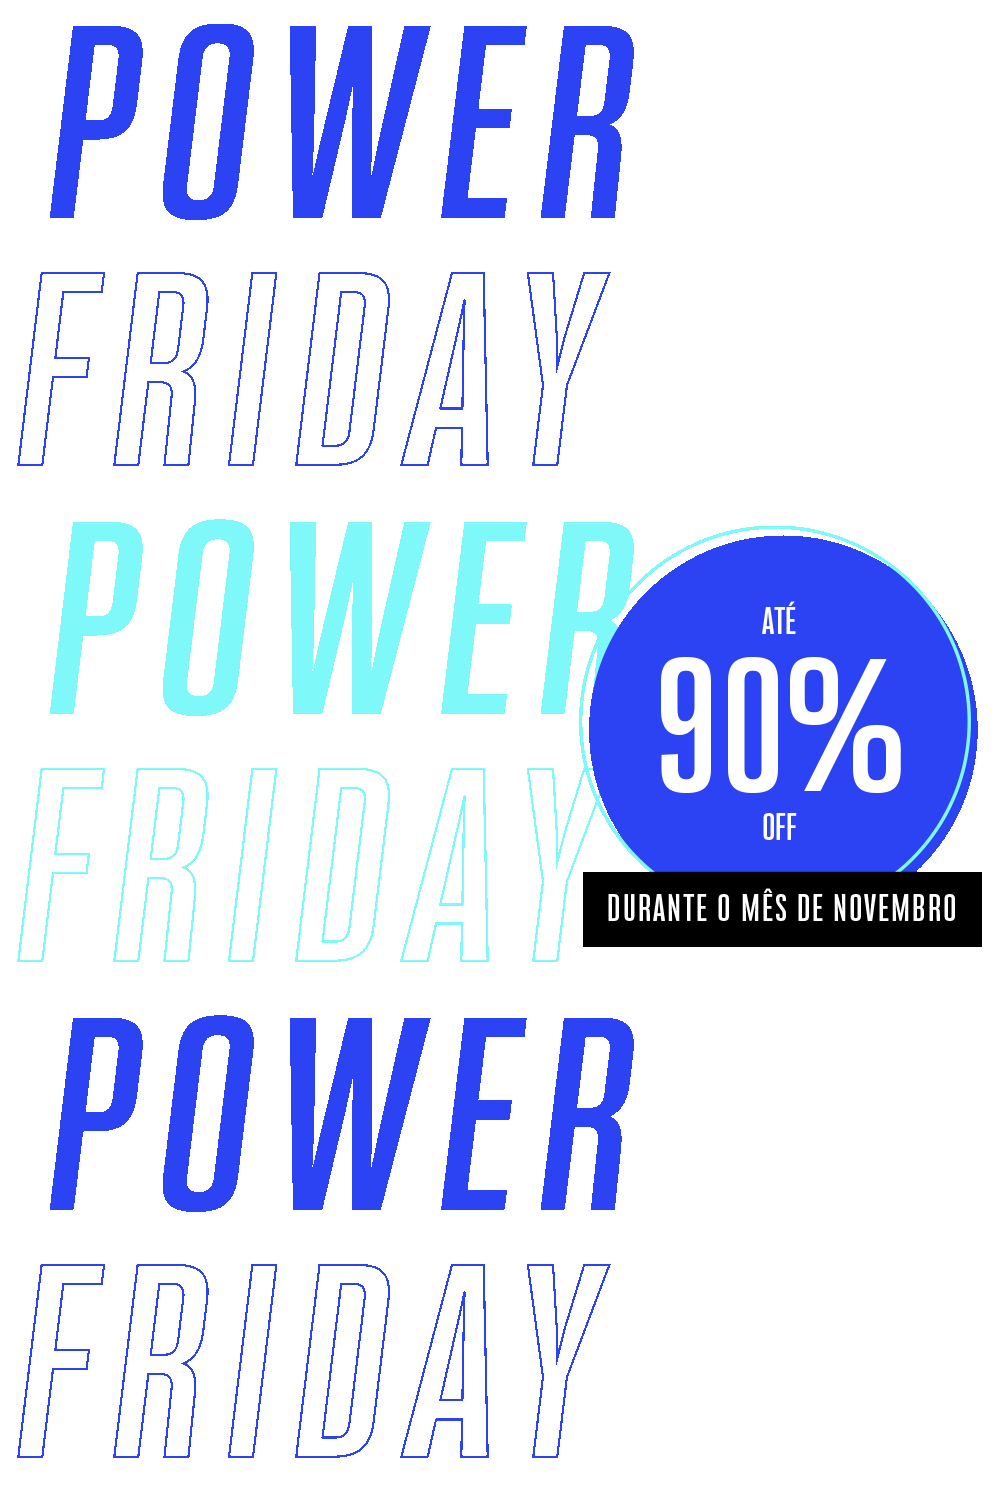 POWER
FRIDAY
POWER
FRIDAY
ATÉ
90%
OFF
DURANTE O MÊS DE NOVEMBRO
POWER
FRIDAY